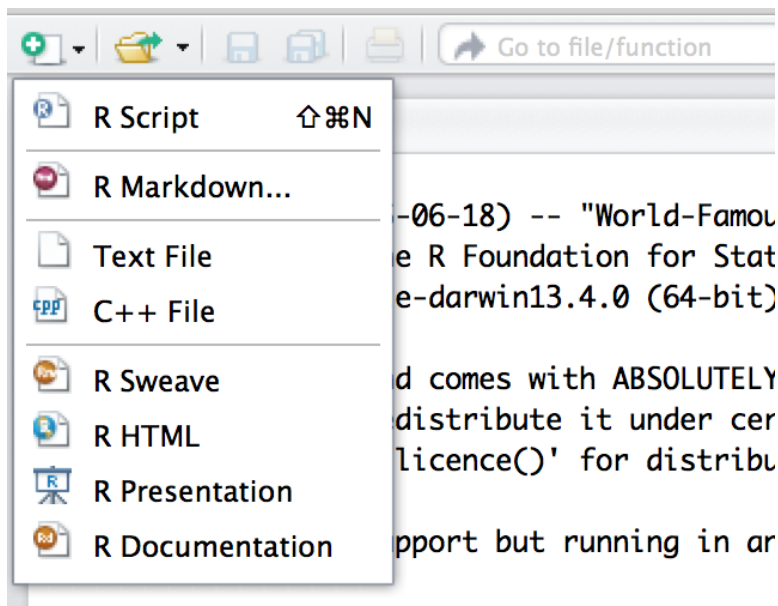 Go to file/function
R Script ⇧⌘N
R Markdown...
Text File
C++ File
R Sweave
R HTML
R Presentation
R Documentation
-06-18) -- "World-Famou
e R Foundation for Stat
e-darwin13.4.0 (64-bit)
d comes with ABSOLUTELY
edistribute it under cer
licence()' for distribu
pport but running in an